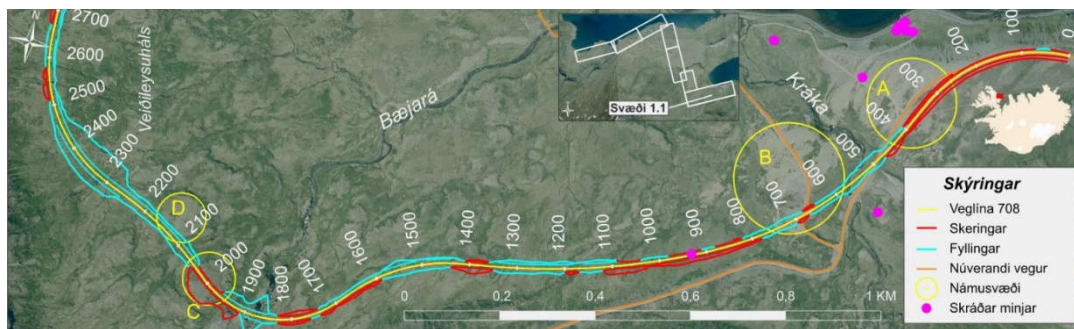 2700
2600
2500
2400
2300
2200
2100
2000
1900
1800
1700
1600
1500
1400
1300
1200
1100
1000
900
800
700
600
500
400
300
200
100
0
N
Veiðileysuháls
Bæjará
Kráka
A
B
C
D
Svæði 1.1
0 0,2 0,4 0,6 0,8 1 KM
Skýringar
Veglína 708
Skeringar
Fyllingar
Núverandi vegur
Námusvæði
Skráðar minjar